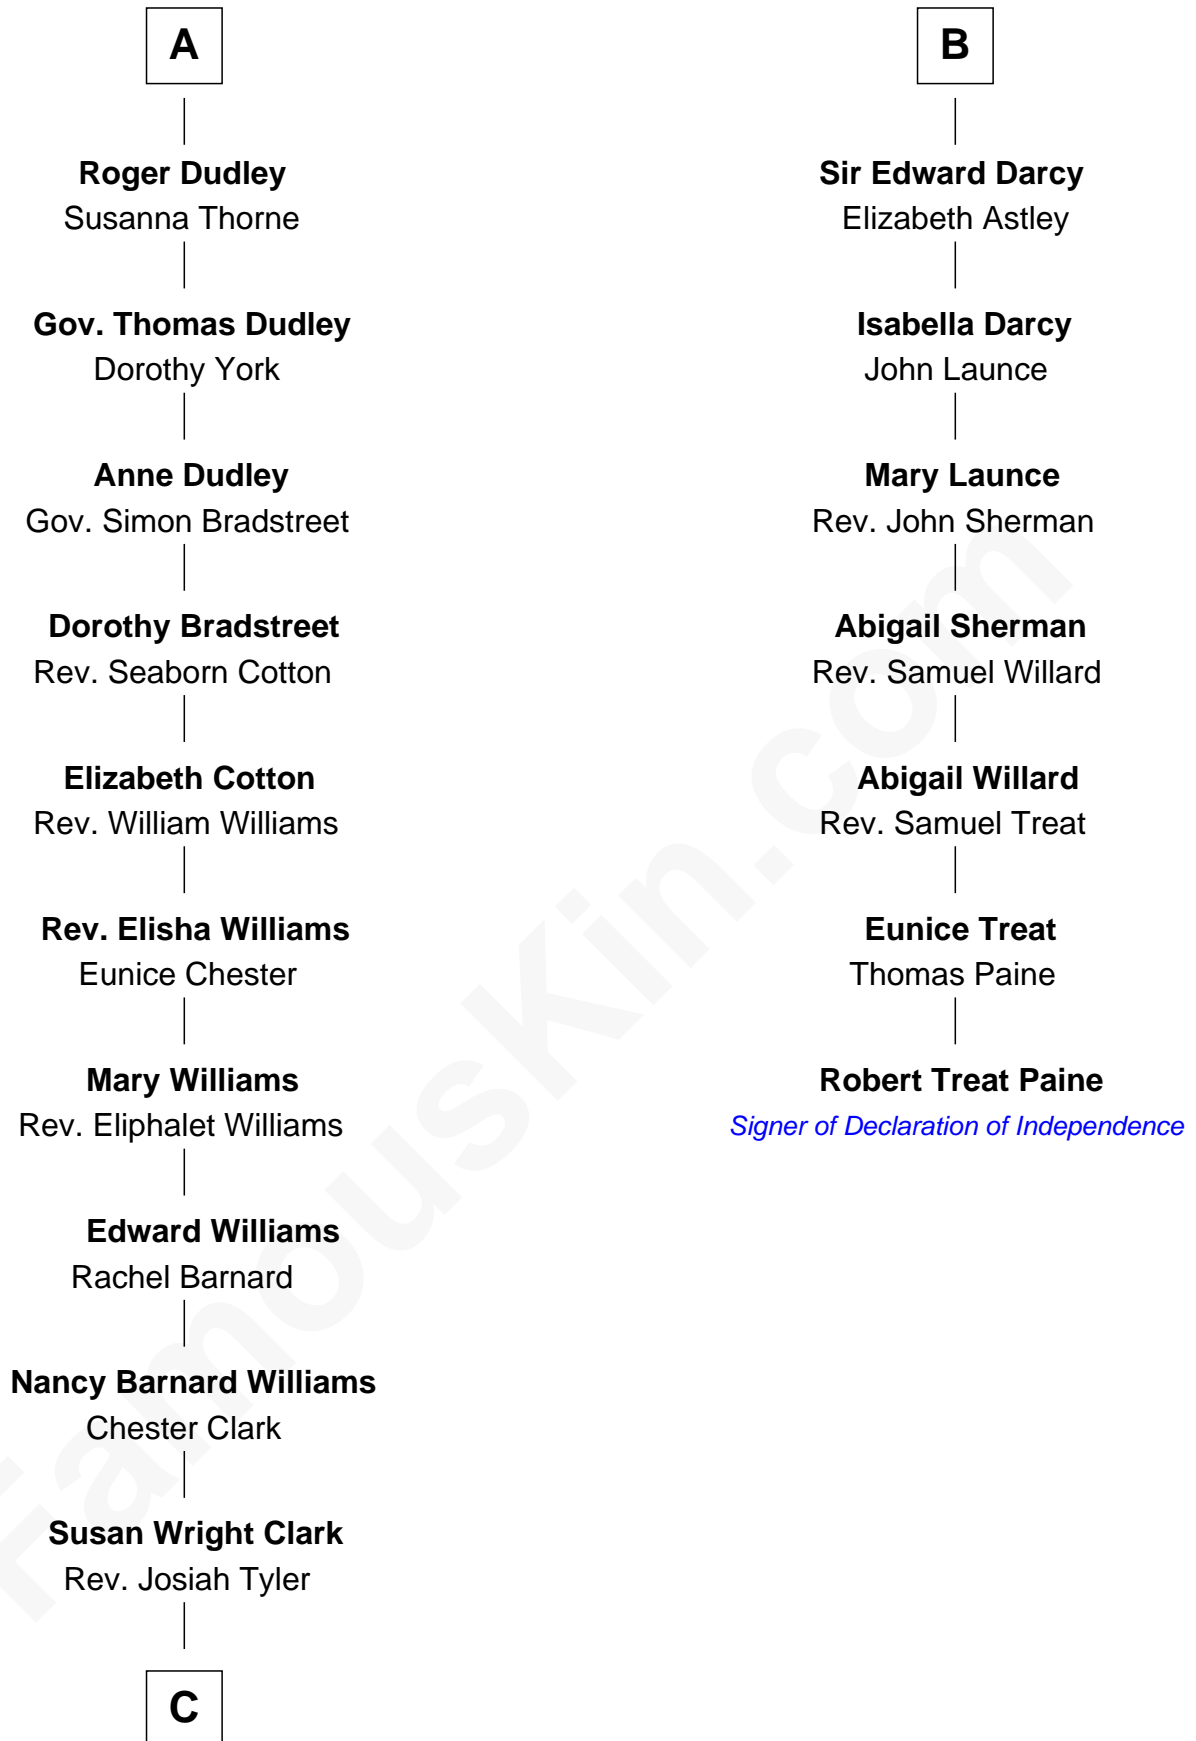 A
Roger Dudley
Susanna Thorne
Gov. Thomas Dudley
Dorothy York
Anne Dudley
Gov. Simon Bradstreet
Dorothy Bradstreet
Rev. Seaborn Cotton
Elizabeth Cotton
Rev. William Williams
Rev. Elisha Williams
Eunice Chester
Mary Williams
Rev. Eliphalet Williams
Edward Williams
Rachel Barnard
Nancy Barnard Williams
Chester Clark
Susan Wright Clark
Rev. Josiah Tyler
C
B
Sir Edward Darcy
Elizabeth Astley
Isabella Darcy
John Launce
Mary Launce
Rev. John Sherman
Abigail Sherman
Rev. Samuel Willard
Abigail Willard
Rev. Samuel Treat
Eunice Treat
Thomas Paine
Robert Treat Paine
Signer of Declaration of Independence
FamousKin.com